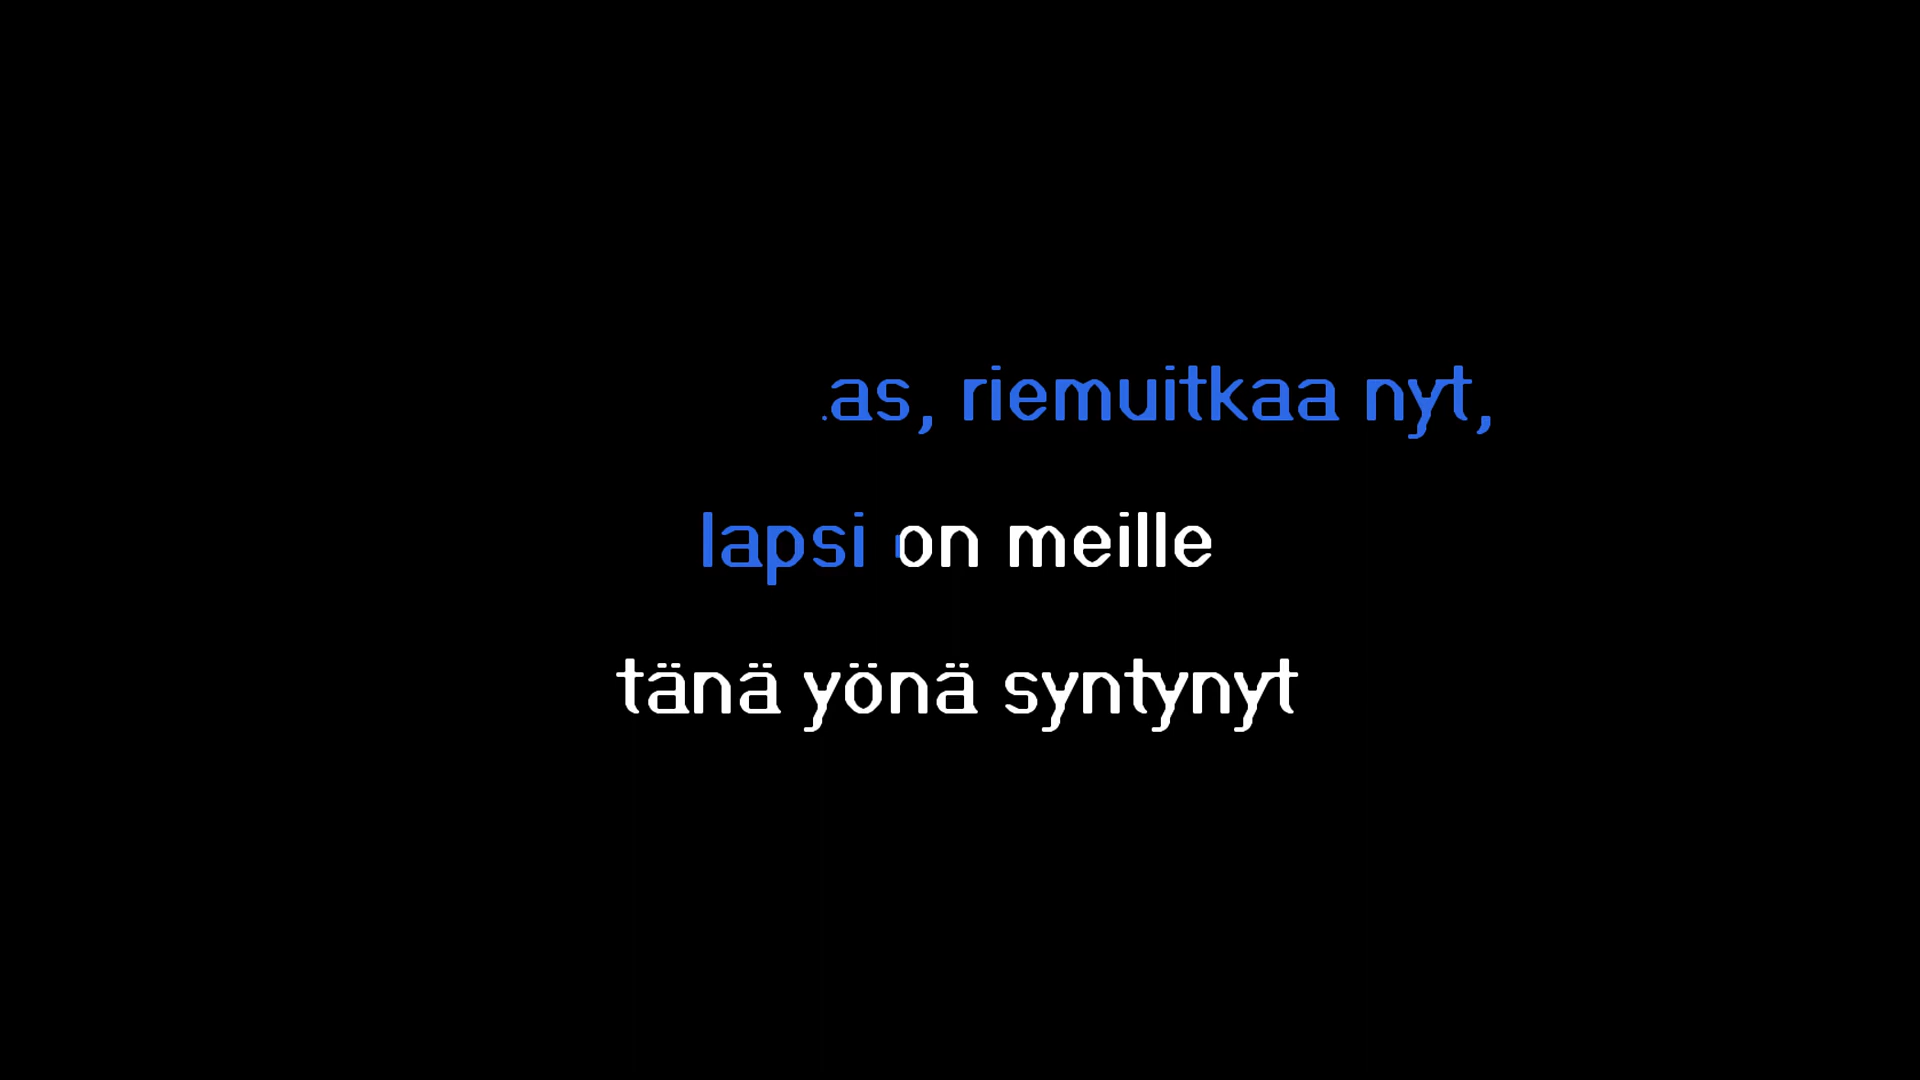 as, riemuitkaa nyt,
lapsi on meille
tänä yönä syntynyt